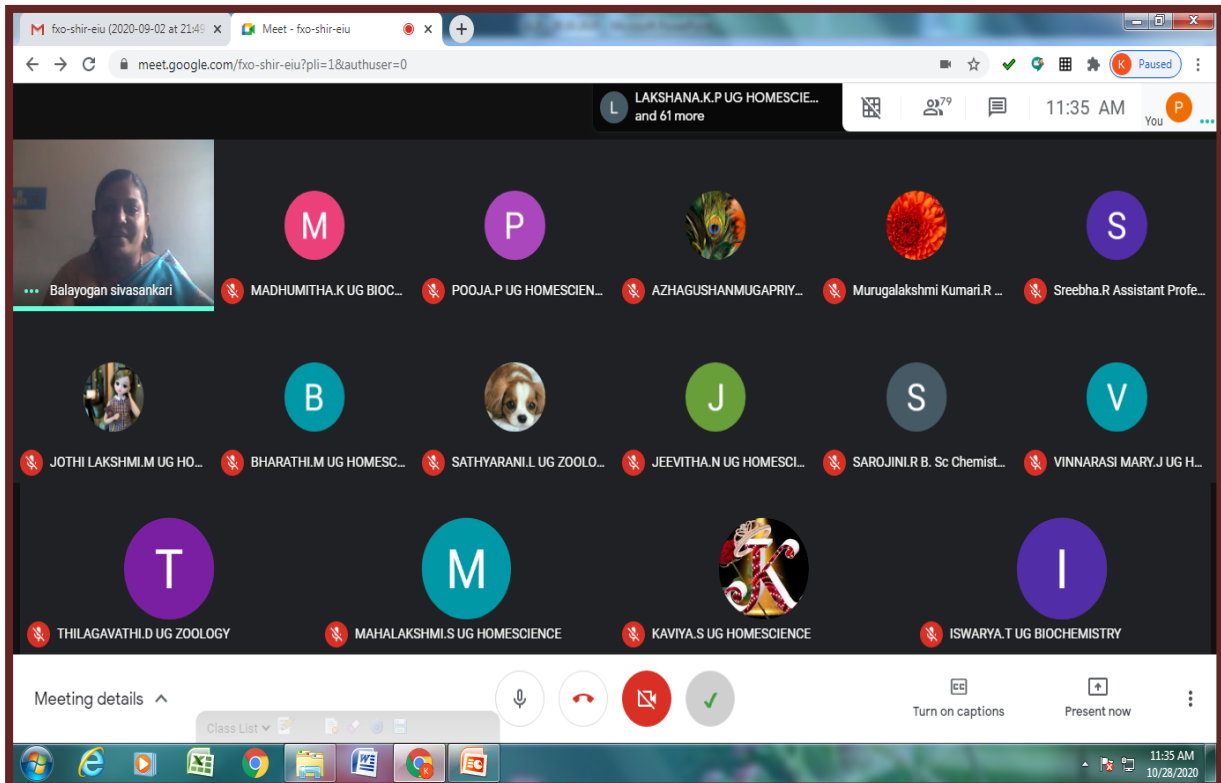 fxo-shir-eiu (2020-09-02 at 21:49
Meet - fxo-shir-eiu
meet.google.com/fxo-shir-eiu?pli=1&authuser=0
K Paused
L LAKSHANA.K.P UG HOMESCIE...
and 61 more
79
11:35 AM
You P
M P S
Balayogan sivasankari
MADHUMITHA.K UG BIOC...
POOJA.P UG HOMESCIEN...
AZHAGUSHANMUGAPRIY...
Murugalakshmi Kumari.R ...
Sreebha.R Assistant Profe...
B J S V
JOTHI LAKSHMI.M UG HO...
BHARATHI.M UG HOMESC...
SATHYARANI.L UG ZOOLO...
JEEVITHA.N UG HOMESCI...
SAROJINI.R B. Sc Chemist...
VINNARASI MARY.J UG H...
T M K I
THILAGAVATHI.D UG ZOOLOGY
MAHALAKSHMI.S UG HOMESCIENCE
KAVIYA.S UG HOMESCIENCE
ISWARYA.T UG BIOCHEMISTRY
Meeting details
CC
Turn on captions
Present now
Class List
11:35 AM
10/28/2020